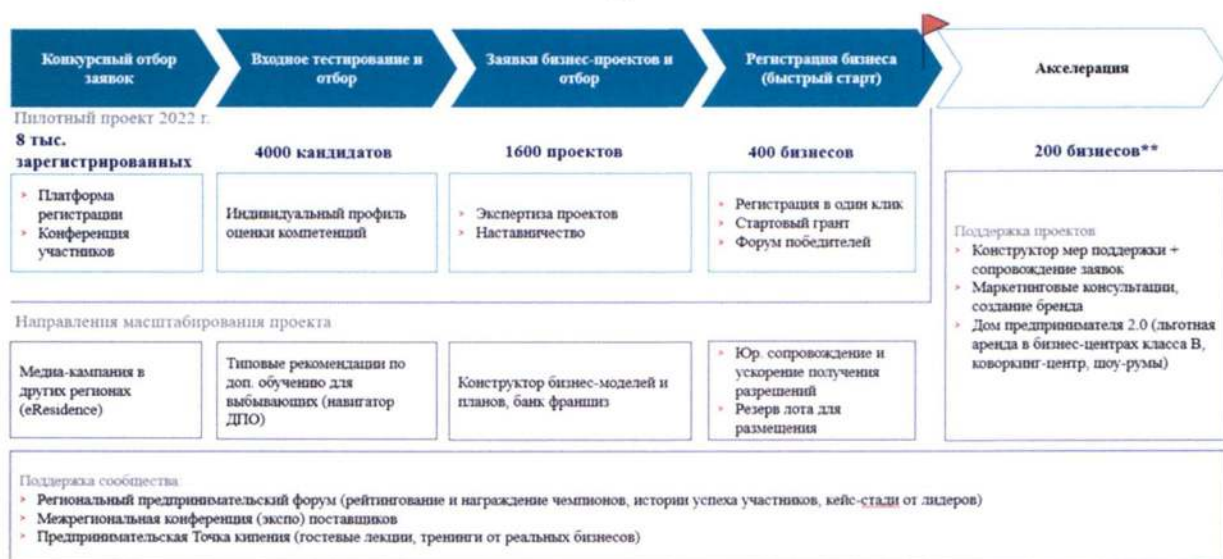 Конкурсный отбор
заявок
Входное тестирование и
отбор
Заявки бизнес-проектов и
отбор
Регистрация бизнеса
(быстрый старт)
Акселерация
Пилотный проект 2022 г.
8 тыс.
зарегистрированных
4000 кандидатов
1600 проектов
400 бизнесов
200 бизнесов**
Платформа
регистрации
Конференция
участников
Индивидуальный профиль
оценки компетенций
Экспертиза проектов
Наставничество
Регистрация в один клик
Стартовый грант
Форум победителей
Поддержка проектов
Конструктор мер поддержки +
сопровождение заявок
Маркетинговые консультации,
создание бренда
Дом предпринимателя 2.0 (льготная
аренда в бизнес-центрах класса В,
коворкинг-центр, шоу-румы)
Направления масштабирования проекта
Медиа-кампания в
других регионах
(eResidence)
Типовые рекомендации по
доп. обучению для
выбывающих (навигатор
ДПО)
Конструктор бизнес-моделей и
планов, банк франшиз
Юр. сопровождение и
ускорение получения
разрешений
Резерв лота для
размещения
Поддержка сообщества
Региональный предпринимательский форум (рейтингование и награждение чемпионов, истории успеха участников, кейс-стади от лидеров)
Межрегиональная конференция (экспо) поставщиков
Предпринимательская Точка кипения (гостевые лекции, тренинги от реальных бизнесов)